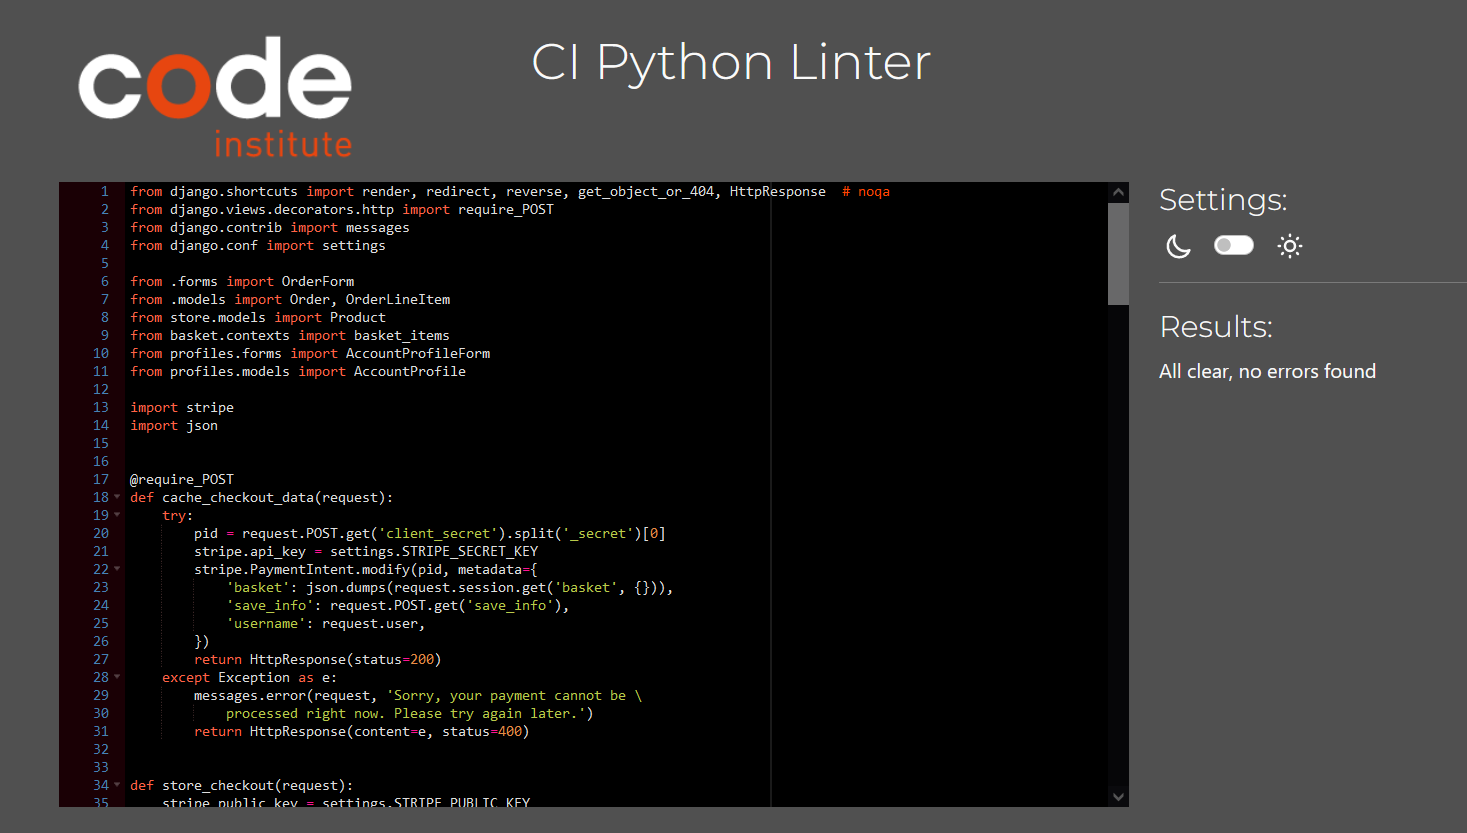 code
institute
CI Python Linter
1 from django.shortcuts import render, redirect, reverse, get_object_or_404, HttpResponse  # noqa
2 from django.views.decorators.http import require_POST
3 from django.contrib import messages
4 from django.conf import settings
5
6 from .forms import OrderForm
7 from .models import Order, OrderLineItem
8 from store.models import Product
9 from basket.contexts import basket_items
10 from profiles.forms import AccountProfileForm
11 from profiles.models import AccountProfile
12
13 import stripe
14 import json
15
16
17 @require_POST
18 def cache_checkout_data(request):
19     try:
20         pid = request.POST.get('client_secret').split('_secret')[0]
21         stripe.api_key = settings.STRIPE_SECRET_KEY
22         stripe.PaymentIntent.modify(pid, metadata={
23             'basket': json.dumps(request.session.get('basket', {})),
24             'save_info': request.POST.get('save_info'),
25             'username': request.user,
26         })
27         return HttpResponse(status=200)
28     except Exception as e:
29         messages.error(request, 'Sorry, your payment cannot be \
30             processed right now. Please try again later.')
31         return HttpResponse(content=e, status=400)
32
33
34 def store_checkout(request):
35     stripe_public_key = settings.STRIPE_PUBLIC_KEY
Settings:
Results:
All clear, no errors found